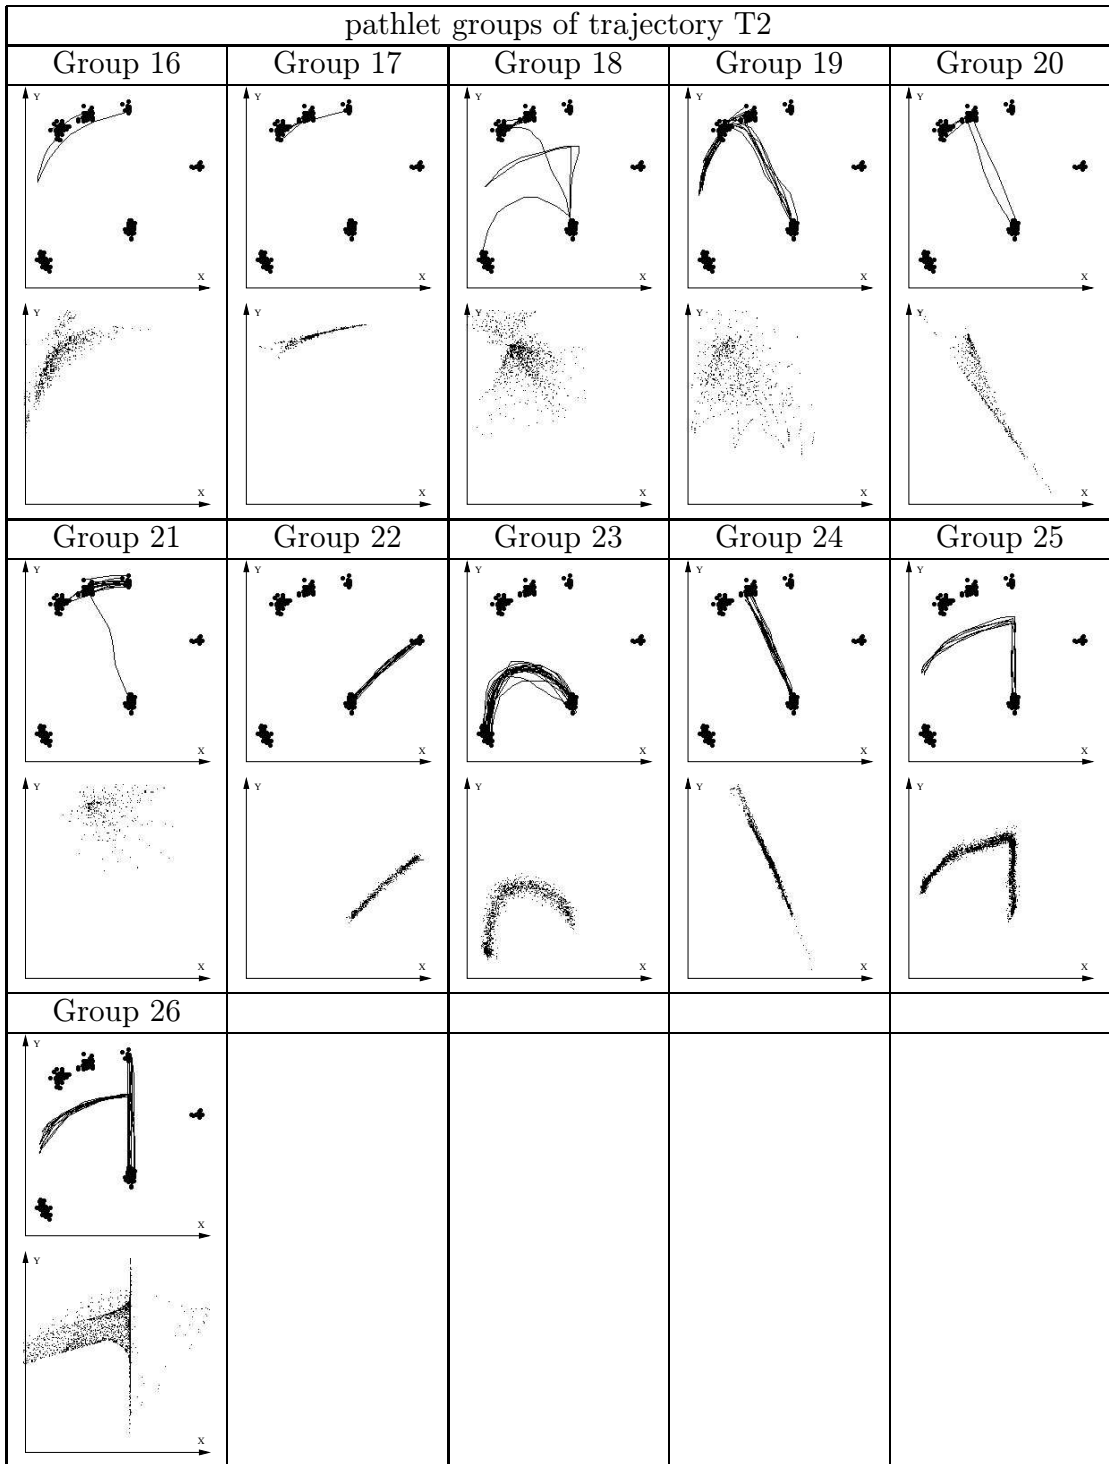 pathlet groups of trajectory T2
Group 16 Group 17 Group 18 Group 19 Group 20
Y Y Y Y Y
X X X X X
Y Y Y Y Y
X X X X X
Group 21 Group 22 Group 23 Group 24 Group 25
Y Y Y Y Y
X X X X X
Y Y Y Y Y
X X X X X
Group 26
Y
X
Y
X